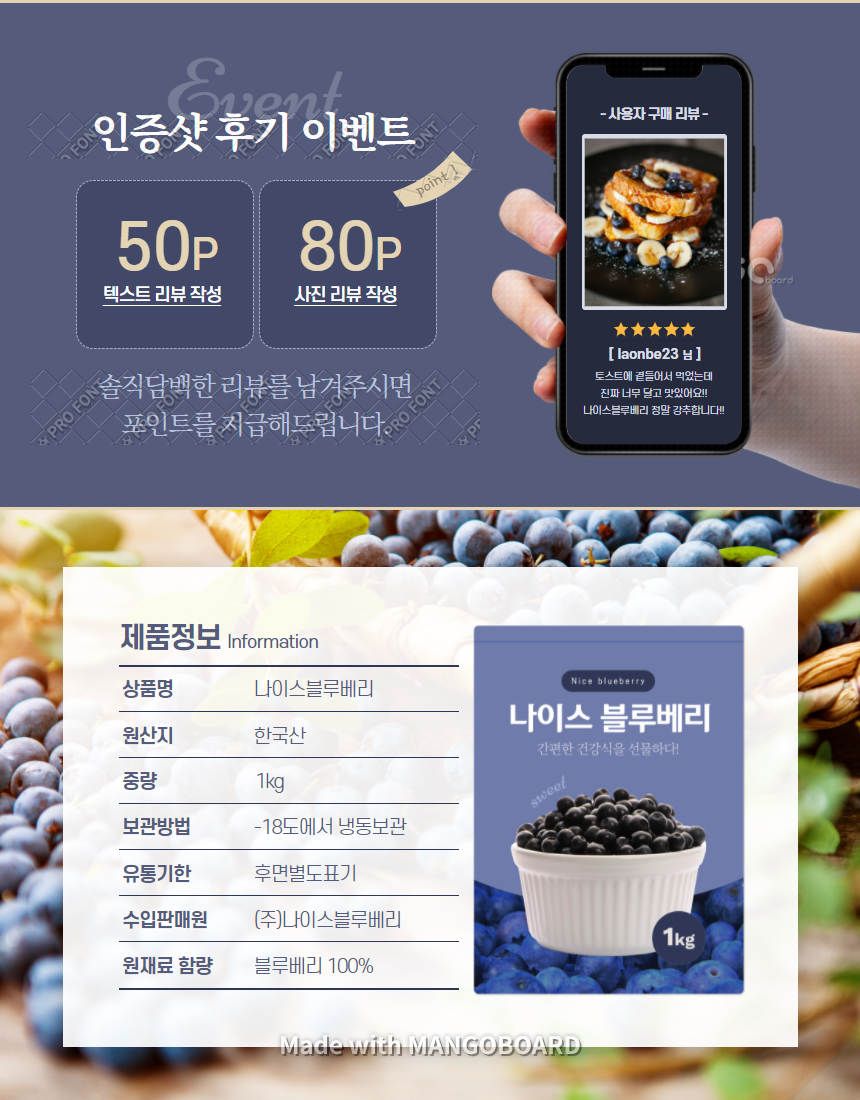 Event
인증샷 후기 이벤트
point !
50P
텍스트 리뷰 작성
80P
사진 리뷰 작성
솔직담백한 리뷰를 남겨주시면
포인트를 지급해드립니다.
PRO FONT
- 사용자 구매 리뷰 -
[ laonbe23 님 ]
토스트에 곁들어서 먹었는데
진짜 너무 달고 맛있어요!!
나이스블루베리 정말 강추합니다!!
board
제품정보 Information
상품명 나이스블루베리
원산지 한국산
중량 1kg
보관방법 -18도에서 냉동보관
유통기한 후면별도표기
수입판매원 (주)나이스블루베리
원재료 함량 블루베리 100%
Nice blueberry
나이스 블루베리
간편한 건강식을 선물하다!
sweet
1kg
Made with MANGOBOARD